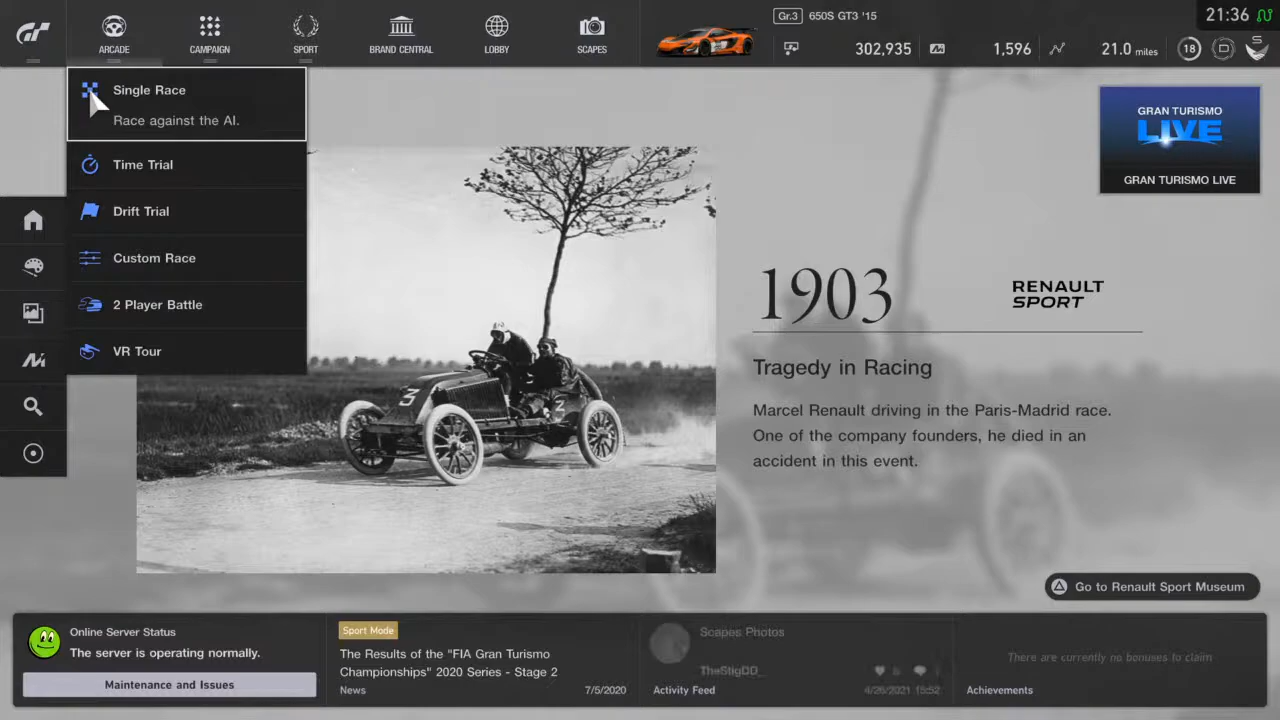 ARCADE
CAMPAIGN
SPORT
BRAND CENTRAL
LOBBY
SCAPES
Gr.3 650S GT3 '15
302,935
1,596
21.0 miles
18
D
S
21:36
Single Race
Race against the AI.
Time Trial
Drift Trial
Custom Race
2 Player Battle
VR Tour
GRAN TURISMO
LIVE
GRAN TURISMO LIVE
3
2
1903
RENAULT
SPORT
Tragedy in Racing
Marcel Renault driving in the Paris-Madrid race.
One of the company founders, he died in an
accident in this event.
Go to Renault Sport Museum
Online Server Status
The server is operating normally.
Maintenance and Issues
Sport Mode
The Results of the "FIA Gran Turismo
Championships" 2020 Series - Stage 2
News
7/5/2020
Scapes Photos
TheStigDD_
Activity Feed
4/26/2021 15:52
There are currently no bonuses to claim
Achievements